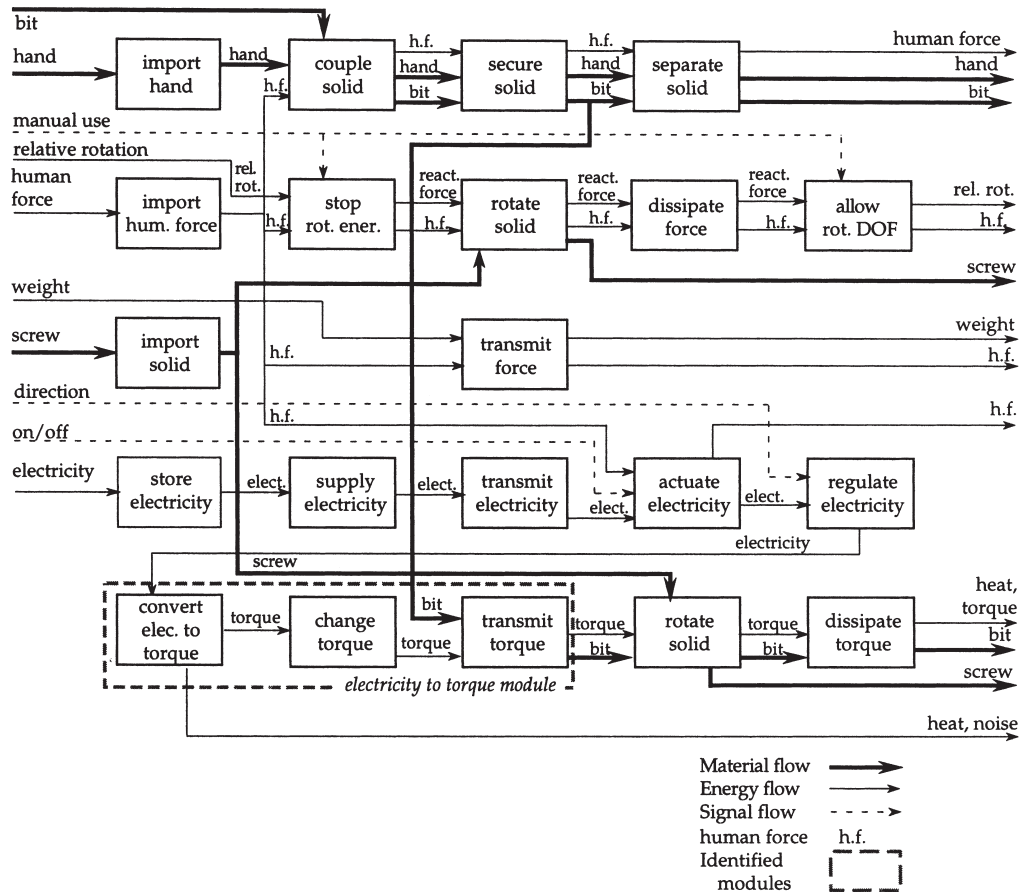 bit
hand
import
hand
hand
h.f.
couple
solid
h.f.
hand
bit
secure
solid
h.f.
hand
bit
separate
solid
human force
hand
bit
manual use
relative rotation
human
force
rel.
rot.
import
hum. force
h.f.
stop
rot. ener.
react.
force
h.f.
rotate
solid
react.
force
h.f.
dissipate
force
react.
force
h.f.
allow
rot. DOF
rel. rot.
h.f.
screw
weight
screw
import
solid
h.f.
transmit
force
weight
h.f.
direction
h.f.
h.f.
on/off
electricity
store
electricity
elect.
supply
electricity
elect.
transmit
electricity
elect.
actuate
electricity
elect.
regulate
electricity
electricity
screw
convert
elec. to
torque
torque
change
torque
torque
bit
transmit
torque
torque
bit
rotate
solid
torque
bit
dissipate
torque
heat,
torque
bit
screw
electricity to torque module
heat, noise
Material flow
Energy flow
Signal flow
human force h.f.
Identified
modules